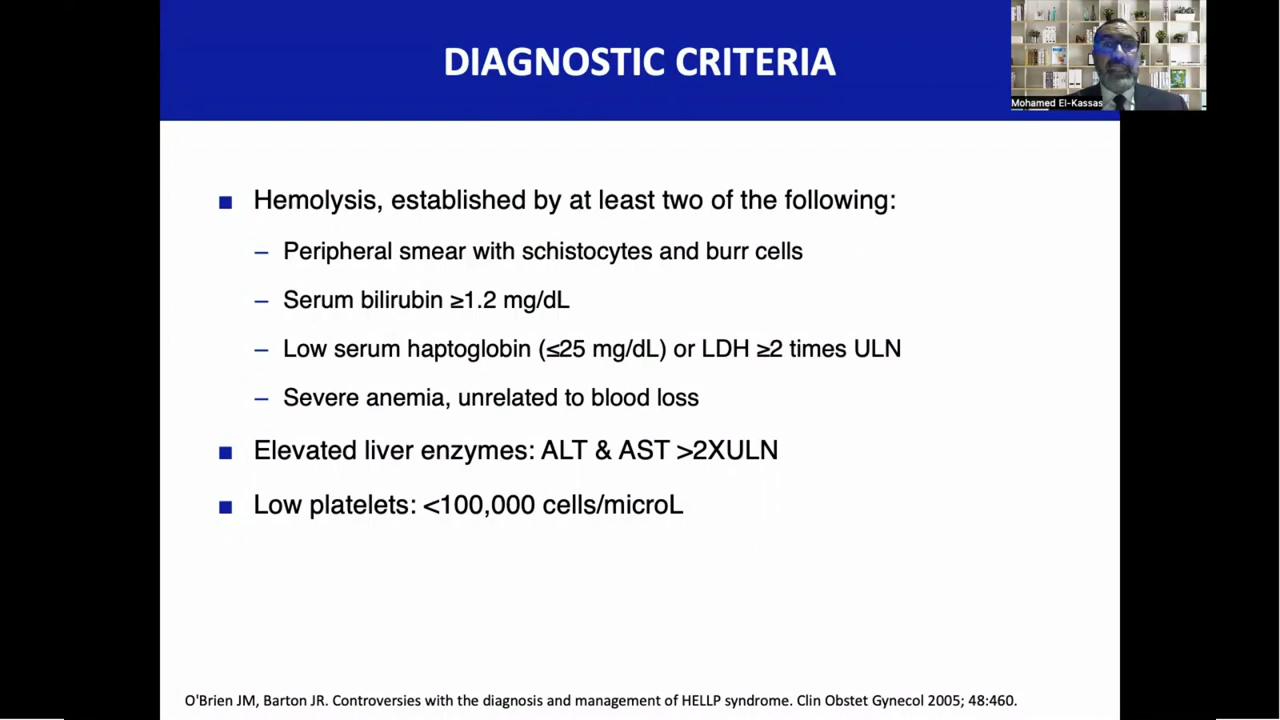 DIAGNOSTIC CRITERIA
Mohamed El-Kassas
■ Hemolysis, established by at least two of the following:
– Peripheral smear with schistocytes and burr cells
– Serum bilirubin ≥1.2 mg/dL
– Low serum haptoglobin (≤25 mg/dL) or LDH ≥2 times ULN
– Severe anemia, unrelated to blood loss
■ Elevated liver enzymes: ALT & AST >2XULN
■ Low platelets: <100,000 cells/microL
O'Brien JM, Barton JR. Controversies with the diagnosis and management of HELLP syndrome. Clin Obstet Gynecol 2005; 48:460.